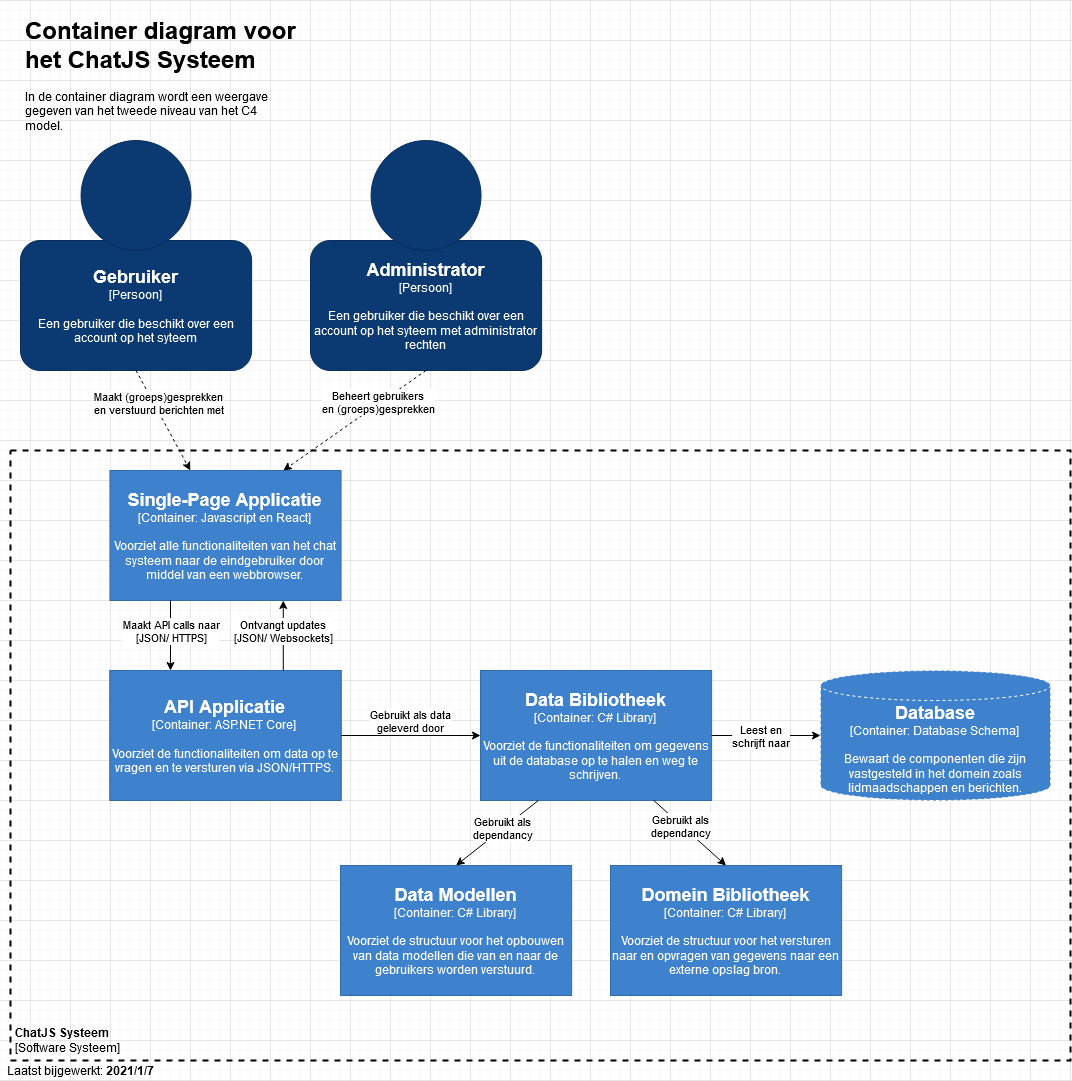 Container diagram voor
het ChatJS Systeem
In de container diagram wordt een weergave
gegeven van het tweede niveau van het C4
model.
Gebruiker
[Persoon]
Een gebruiker die beschikt over een
account op het syteem
Administrator
[Persoon]
Een gebruiker die beschikt over een
account op het syteem met administrator
rechten
Maakt (groeps)gesprekken
en verstuurd berichten met
Beheert gebruikers
en (groeps)gesprekken
Single-Page Applicatie
[Container: Javascript en React]
Voorziet alle functionaliteiten van het chat
systeem naar de eindgebruiker door
middel van een webbrowser.
Maakt API calls naar
[JSON/ HTTPS]
Ontvangt updates
[JSON/ Websockets]
API Applicatie
[Container: ASP.NET Core]
Voorziet de functionaliteiten om data op te
vragen en te versturen via JSON/HTTPS.
Gebruikt als data
geleverd door
Data Bibliotheek
[Container: C# Library]
Voorziet de functionaliteiten om gegevens
uit de database op te halen en weg te
schrijven.
Leest en
schrijft naar
Database
[Container: Database Schema]
Bewaart de componenten die zijn
vastgesteld in het domein zoals
lidmaadschappen en berichten.
Gebruikt als
dependancy
Gebruikt als
dependancy
Data Modellen
[Container: C# Library]
Voorziet de structuur voor het opbouwen
van data modellen die van en naar de
gebruikers worden verstuurd.
Domein Bibliotheek
[Container: C# Library]
Voorziet de structuur voor het versturen
naar en opvragen van gegevens naar een
externe opslag bron.
ChatJS Systeem
[Software Systeem]
Laatst bijgewerkt: 2021/1/7